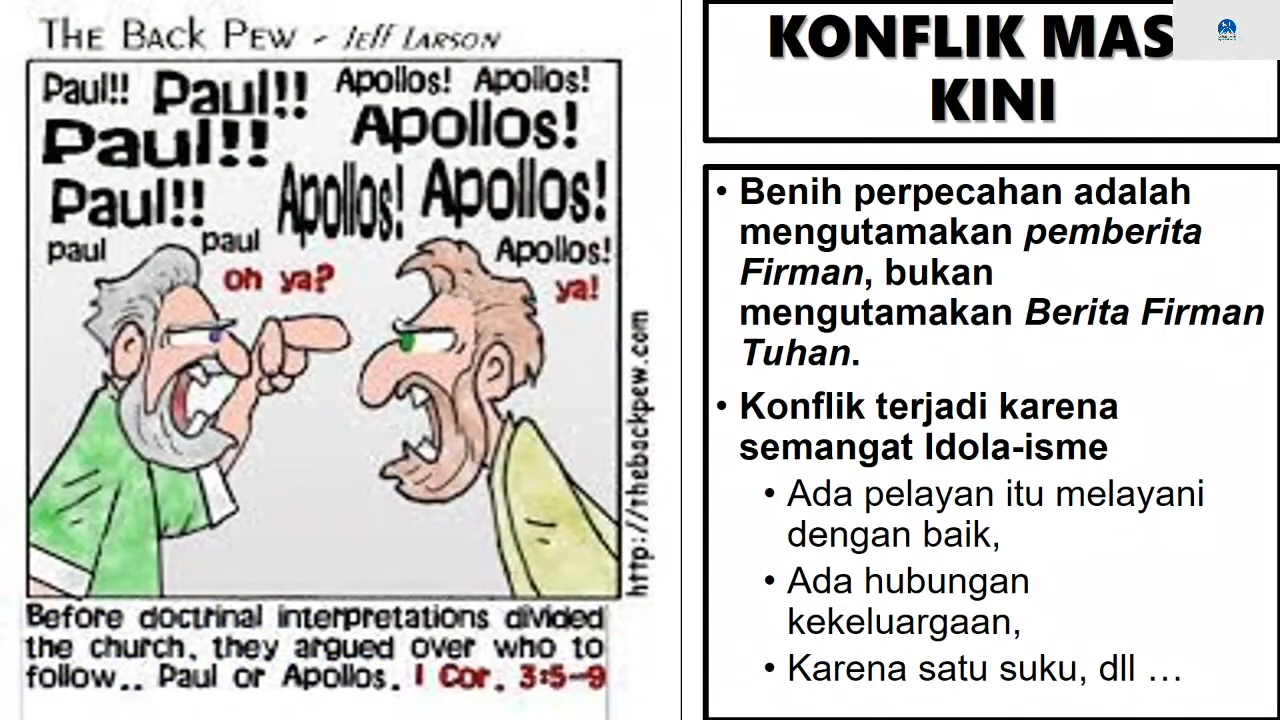 THE BACK PEW - JEFF LARSON
Paul!! Paul!! Apollos! Apollos!
Paul!! Apollos!
Paul!! Apollos! Apollos!
paul paul Apollos!
oh ya? ya!
http://thebackpew.com
Before doctrinal interpretations divided
the church, they argued over who to
follow.. Paul or Apollos. 1 Cor. 3:5-9
KONFLIK MAS
KINI
• Benih perpecahan adalah
mengutamakan pemberita
Firman, bukan
mengutamakan Berita Firman
Tuhan.
• Konflik terjadi karena
semangat Idola-isme
• Ada pelayan itu melayani
dengan baik,
• Ada hubungan
kekeluargaan,
• Karena satu suku, dll …